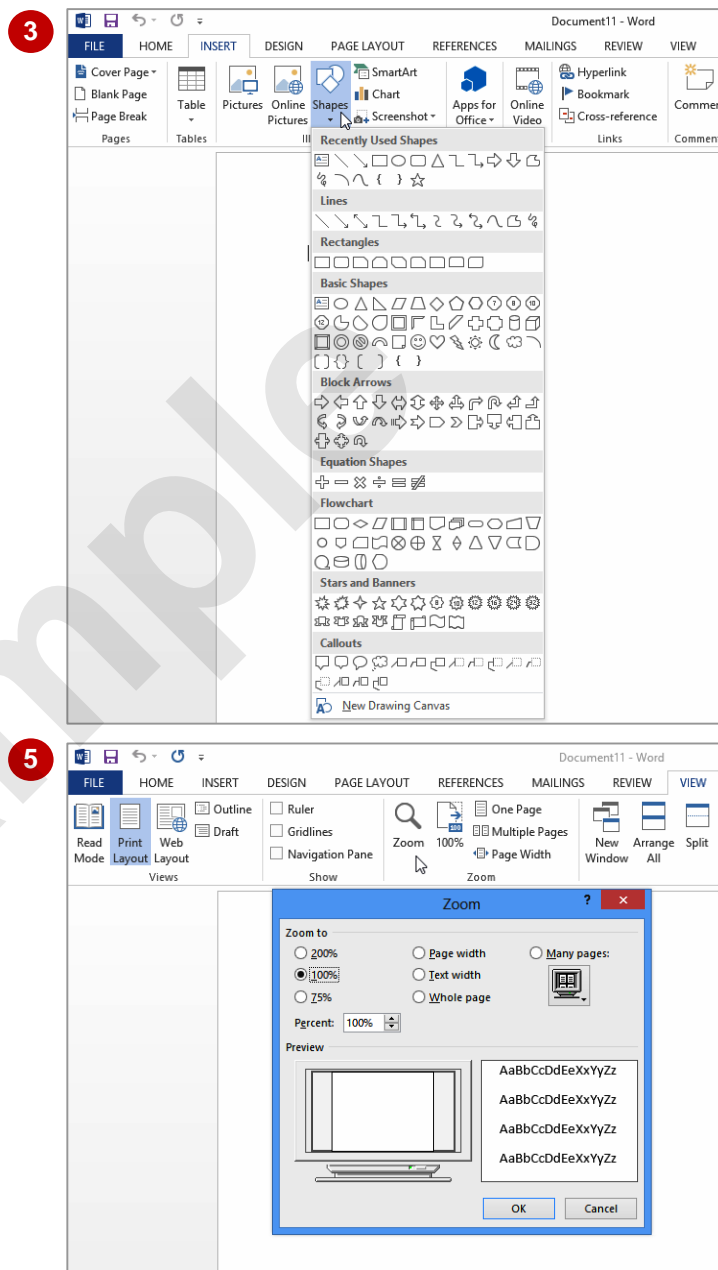 3
Document11 - Word
FILE HOME INSERT DESIGN PAGE LAYOUT REFERENCES MAILINGS REVIEW VIEW
Cover Page
Blank Page
Page Break
Pages
Table
Tables
Pictures
Online Pictures
Shapes
SmartArt
Chart
Screenshot
Ill
Apps for Office
Online Video
Hyperlink
Bookmark
Cross-reference
Links
Commen
Comment
Recently Used Shapes
Lines
Rectangles
Basic Shapes
Block Arrows
Equation Shapes
Flowchart
Stars and Banners
Callouts
New Drawing Canvas
5
Document11 - Word
FILE HOME INSERT DESIGN PAGE LAYOUT REFERENCES MAILINGS REVIEW VIEW
Read Mode
Print Layout
Web Layout
Outline
Draft
Views
Ruler
Gridlines
Navigation Pane
Show
Zoom
100%
One Page
Multiple Pages
Page Width
Zoom
New Window
Arrange All
Split
Zoom
?
Zoom to
200% Page width Many pages:
100% Text width
75% Whole page
Percent: 100%
Preview
AaBbCcDdEeXxYyZz
AaBbCcDdEeXxYyZz
AaBbCcDdEeXxYyZz
AaBbCcDdEeXxYyZz
OK Cancel
mple